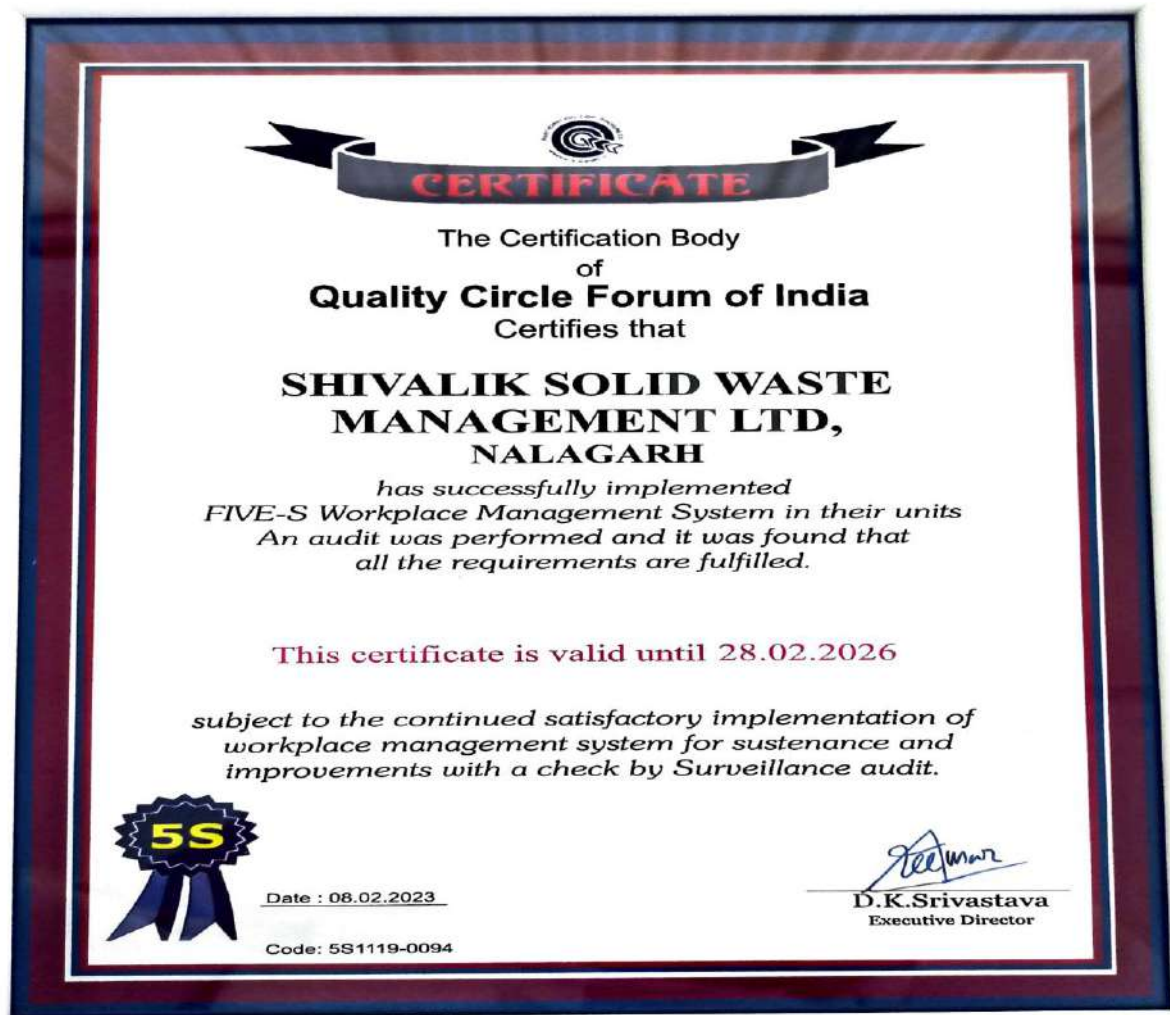 CERTIFICATE
The Certification Body
of
Quality Circle Forum of India
Certifies that
SHIVALIK SOLID WASTE
MANAGEMENT LTD,
NALAGARH
has successfully implemented
FIVE-S Workplace Management System in their units
An audit was performed and it was found that
all the requirements are fulfilled.
This certificate is valid until 28.02.2026
subject to the continued satisfactory implementation of
workplace management system for sustenance and
improvements with a check by Surveillance audit.
5S
Date : 08.02.2023
Code: 5S1119-0094
D.K.Srivastava
Executive Director